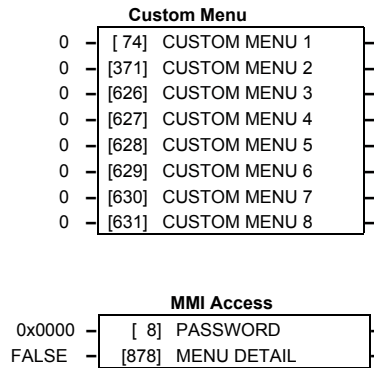 Custom Menu
0 [ 74] CUSTOM MENU 1
0 [371] CUSTOM MENU 2
0 [626] CUSTOM MENU 3
0 [627] CUSTOM MENU 4
0 [628] CUSTOM MENU 5
0 [629] CUSTOM MENU 6
0 [630] CUSTOM MENU 7
0 [631] CUSTOM MENU 8
MMI Access
0x0000 [ 8] PASSWORD
FALSE [878] MENU DETAIL